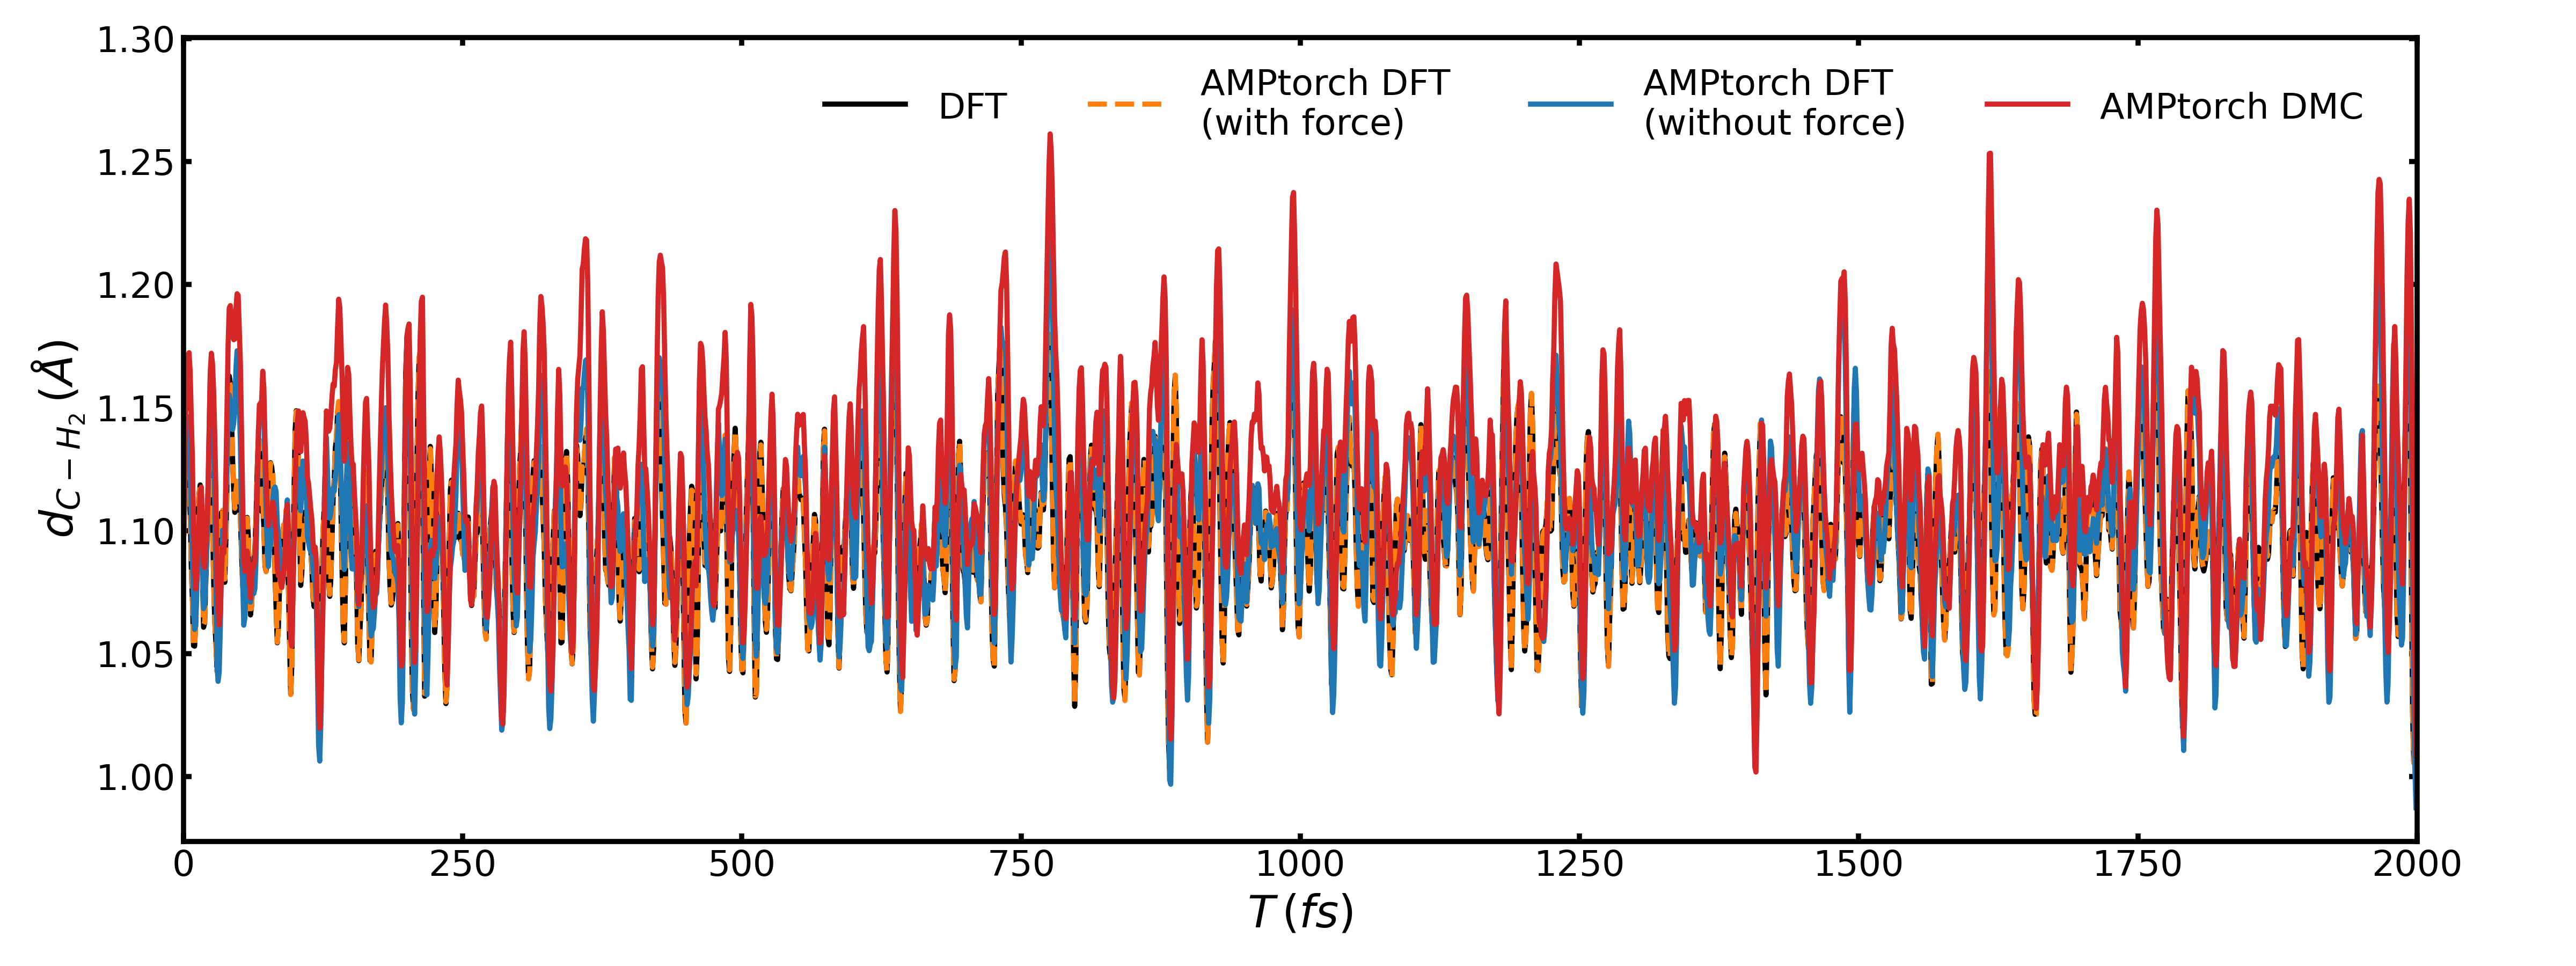 1.30
1.25
1.20
1.15
1.10
1.05
1.00
d_{C-H_2} (Å)
DFT
AMPtorch DFT
(with force)
AMPtorch DFT
(without force)
AMPtorch DMC
0 250 500 750 1000 1250 1500 1750 2000
T (fs)